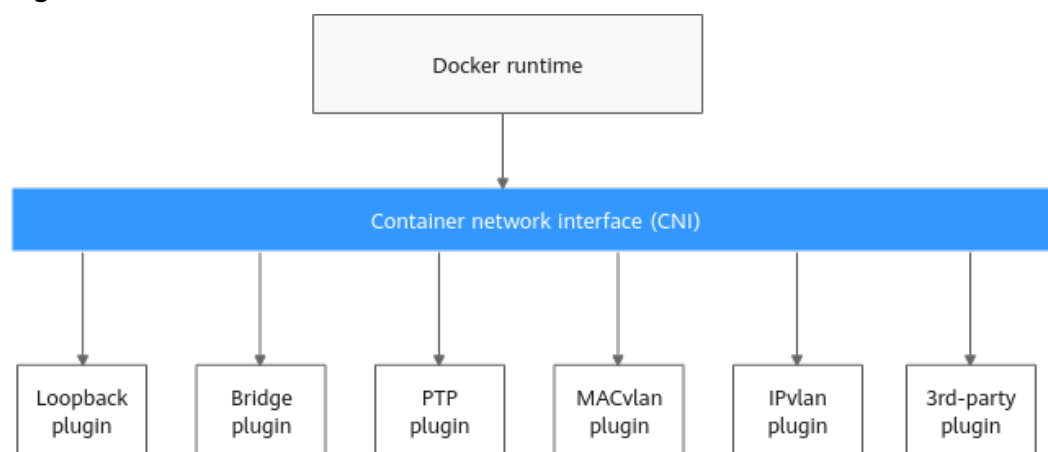 Docker runtime
Container network interface (CNI)
Loopback
plugin
Bridge
plugin
PTP
plugin
MACvlan
plugin
IPvlan
plugin
3rd-party
plugin